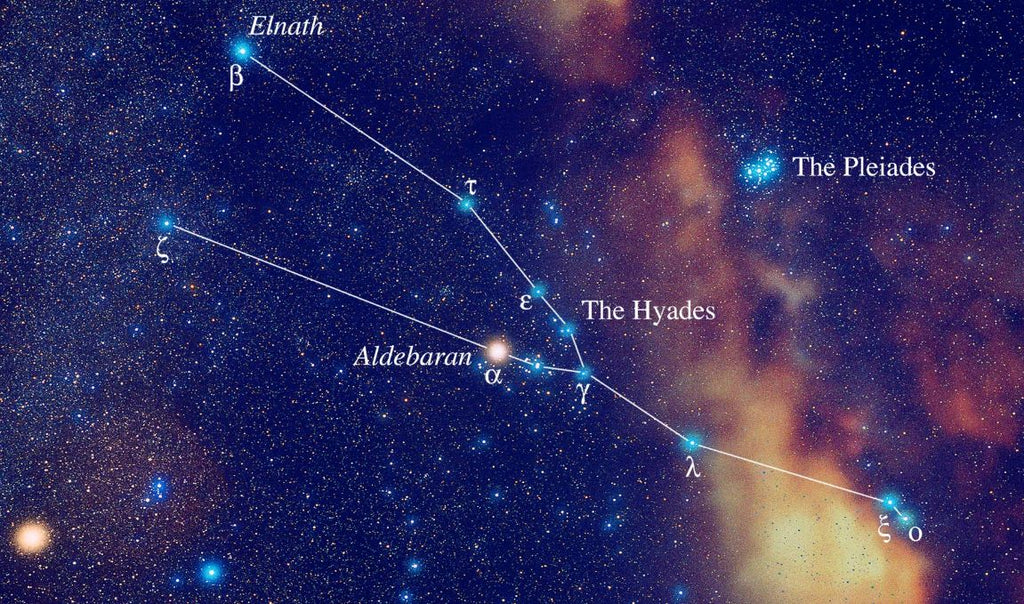 Elnath
β
The Pleiades
τ
ζ
ε
The Hyades
Aldebaran
α
γ
λ
ξ
ο